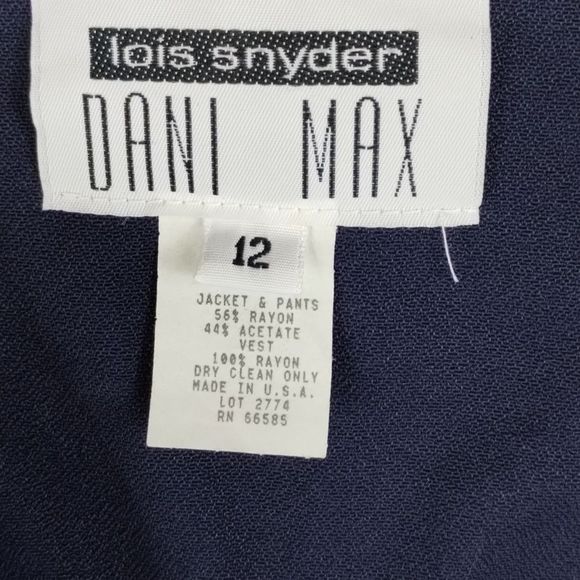 lois snyder
DANI MAX
12
JACKET & PANTS
56% RAYON
44% ACETATE
VEST
100% RAYON
DRY CLEAN ONLY
MADE IN U.S.A.
LOT 2774
RN 66585